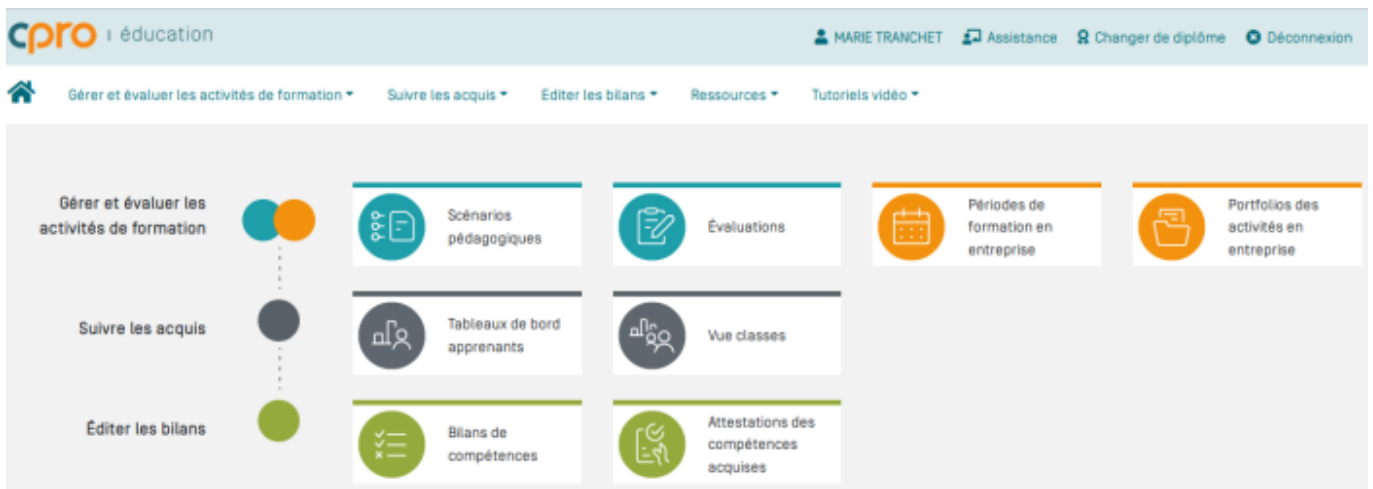 cpro | éducation
MARIE TRANCHET Assistance Changer de diplôme Déconnexion
Gérer et évaluer les activités de formation Suivre les acquis Editer les bilans Ressources Tutoriels vidéo
Gérer et évaluer les
activités de formation
Scénarios
pédagogiques
Évaluations
Périodes de
formation en
entreprise
Portfolios des
activités en
entreprise
Suivre les acquis
Tableaux de bord
apprenants
Vue classes
Éditer les bilans
Bilans de
compétences
Attestations des
compétences
acquises